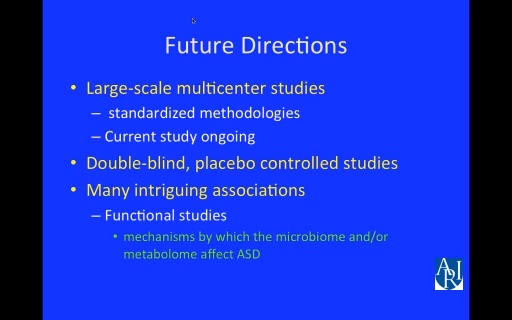 Future Directions
• Large-scale multicenter studies
– standardized methodologies
– Current study ongoing
• Double-blind, placebo controlled studies
• Many intriguing associations
– Functional studies
• mechanisms by which the microbiome and/or
metabolome affect ASD
ARI